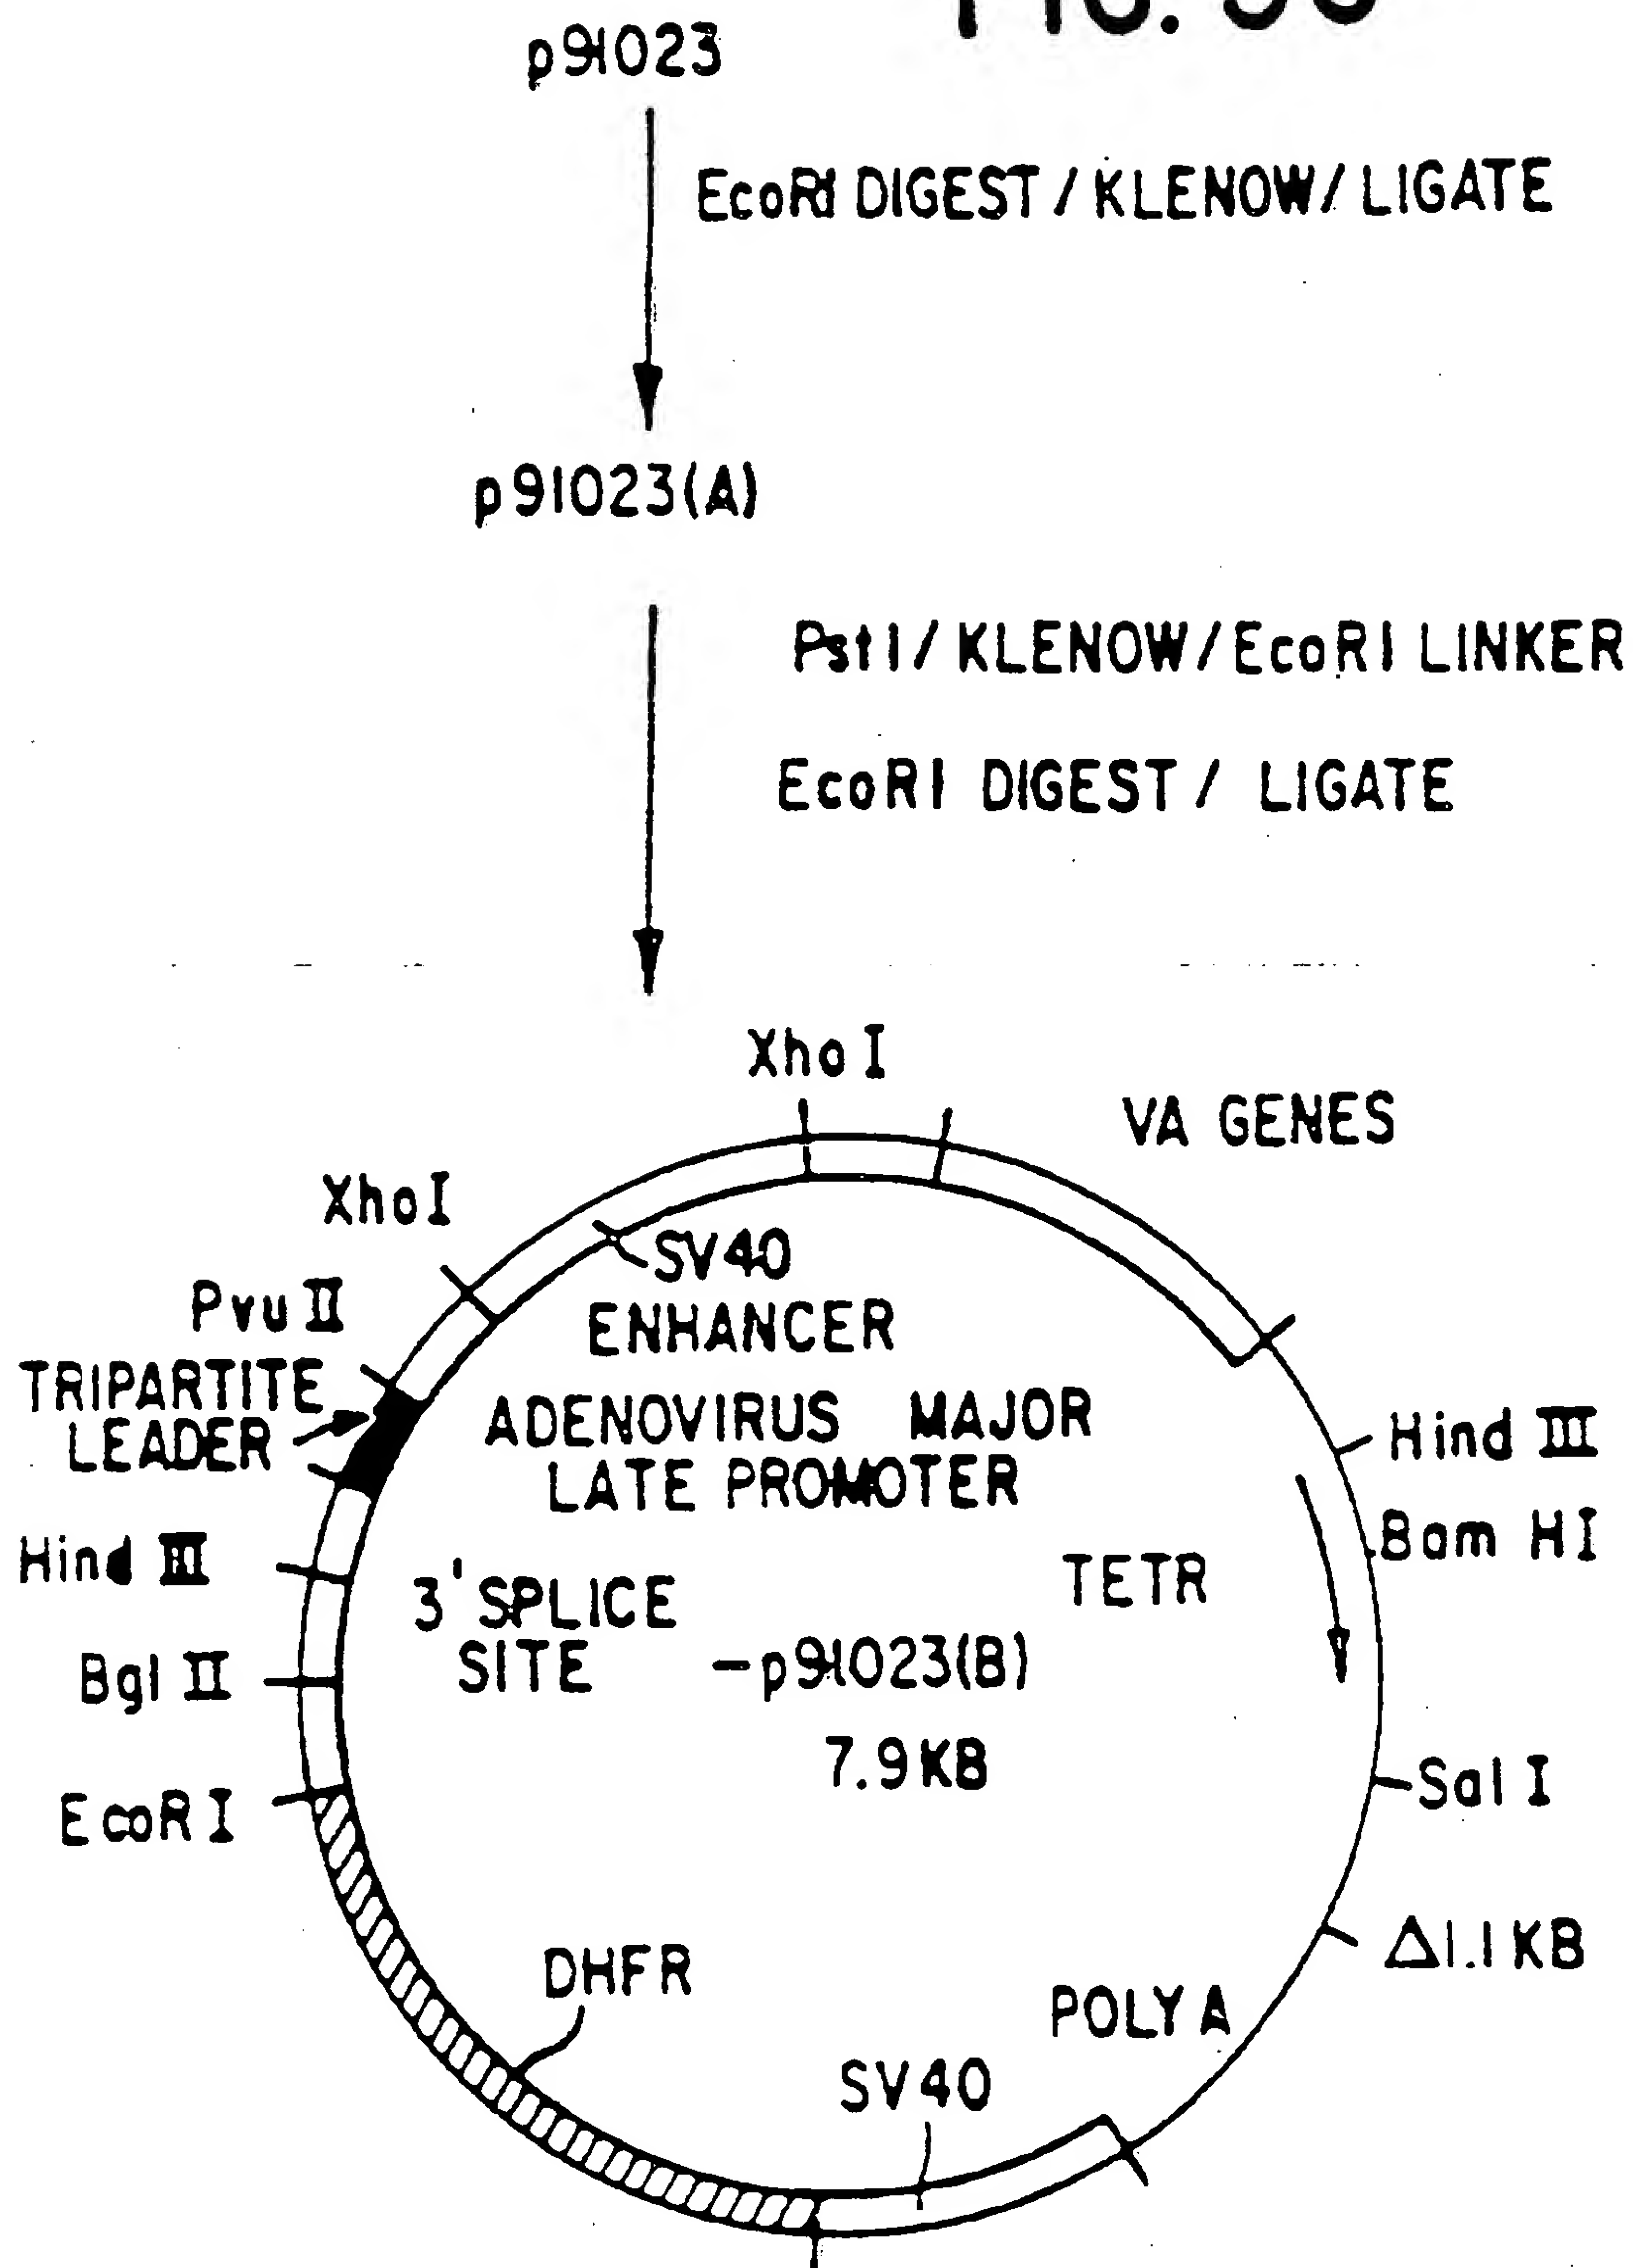 p91023
EcoRI DIGEST / KLENOW / LIGATE
p91023(A)
PstI / KLENOW / EcoRI LINKER
EcoRI DIGEST / LIGATE
XhoI
VA GENES
XhoI
SV40
ENHANCER
PvuII
TRIPARTITE
LEADER
ADENOVIRUS MAJOR
LATE PROMOTER
Hind III
Bam HI
Hind III
3' SPLICE
SITE
TETR
-p91023(B)
7.9KB
Bgl II
EcoRI
Sal I
Δ1.1KB
DHFR
POLYA
SV40